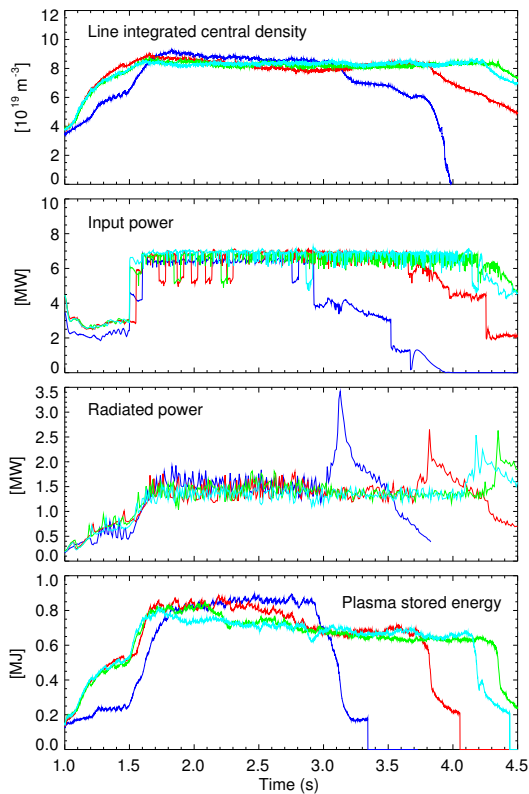 Line integrated central density
[10¹⁹ m⁻³]
12
10
8
6
4
2
0
Input power
[MW]
10
8
6
4
2
0
Radiated power
[MW]
3.5
3.0
2.5
2.0
1.5
1.0
0.5
0.0
Plasma stored energy
[MJ]
0.8
0.6
0.4
0.2
0.0
1.0 1.5 2.0 2.5 3.0 3.5 4.0 4.5
Time (s)